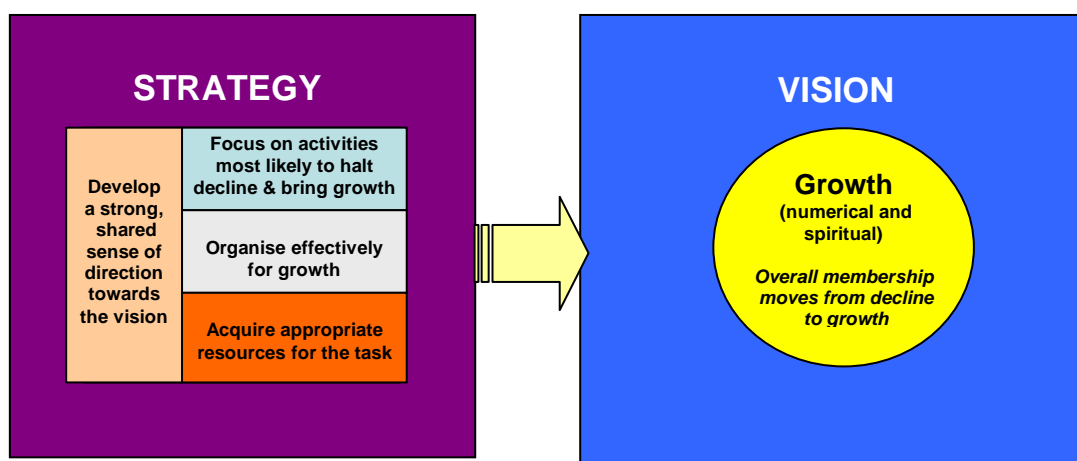 STRATEGY
Develop
a strong,
shared
sense of
direction
towards
the vision
Focus on activities
most likely to halt
decline & bring growth
Organise effectively
for growth
Acquire appropriate
resources for the task
VISION
Growth
(numerical and
spiritual)
Overall membership
moves from decline
to growth